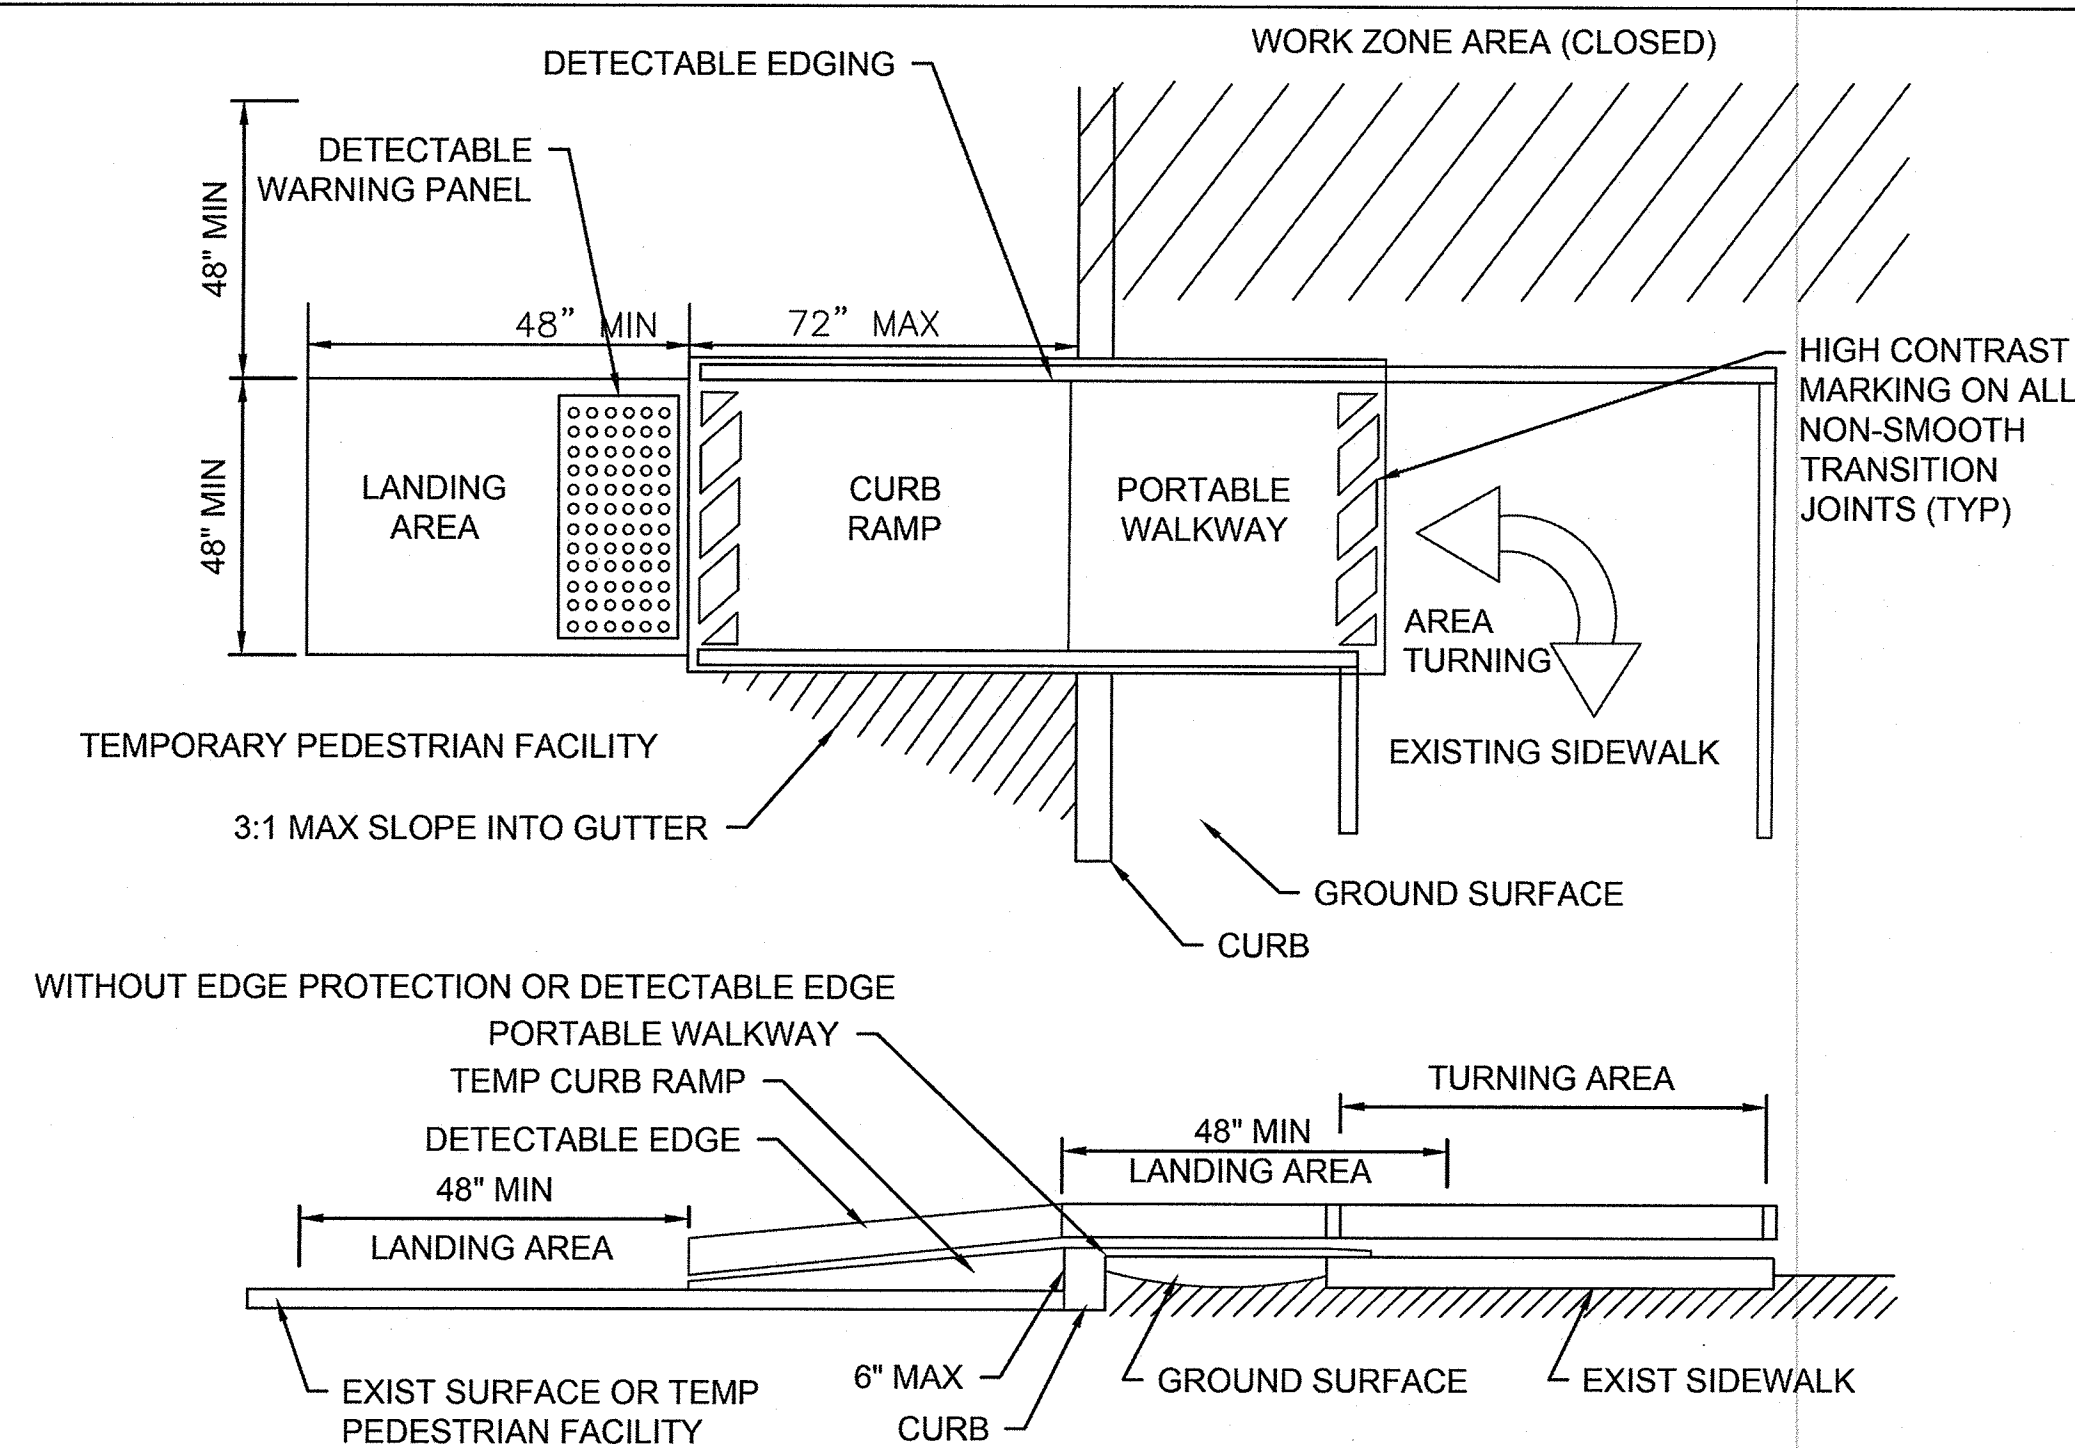 WORK ZONE AREA (CLOSED)
DETECTABLE EDGING
DETECTABLE
WARNING PANEL
48" MIN
48” MIN
72” MAX
HIGH CONTRAST
MARKING ON ALL
NON-SMOOTH
TRANSITION
JOINTS (TYP)
48" MIN
LANDING
AREA
CURB
RAMP
PORTABLE
WALKWAY
AREA
TURNING
TEMPORARY PEDESTRIAN FACILITY
EXISTING SIDEWALK
3:1 MAX SLOPE INTO GUTTER
GROUND SURFACE
CURB
WITHOUT EDGE PROTECTION OR DETECTABLE EDGE
PORTABLE WALKWAY
TEMP CURB RAMP
TURNING AREA
DETECTABLE EDGE
48" MIN
LANDING AREA
48" MIN
LANDING AREA
6" MAX
GROUND SURFACE
EXIST SIDEWALK
EXIST SURFACE OR TEMP
PEDESTRIAN FACILITY
CURB